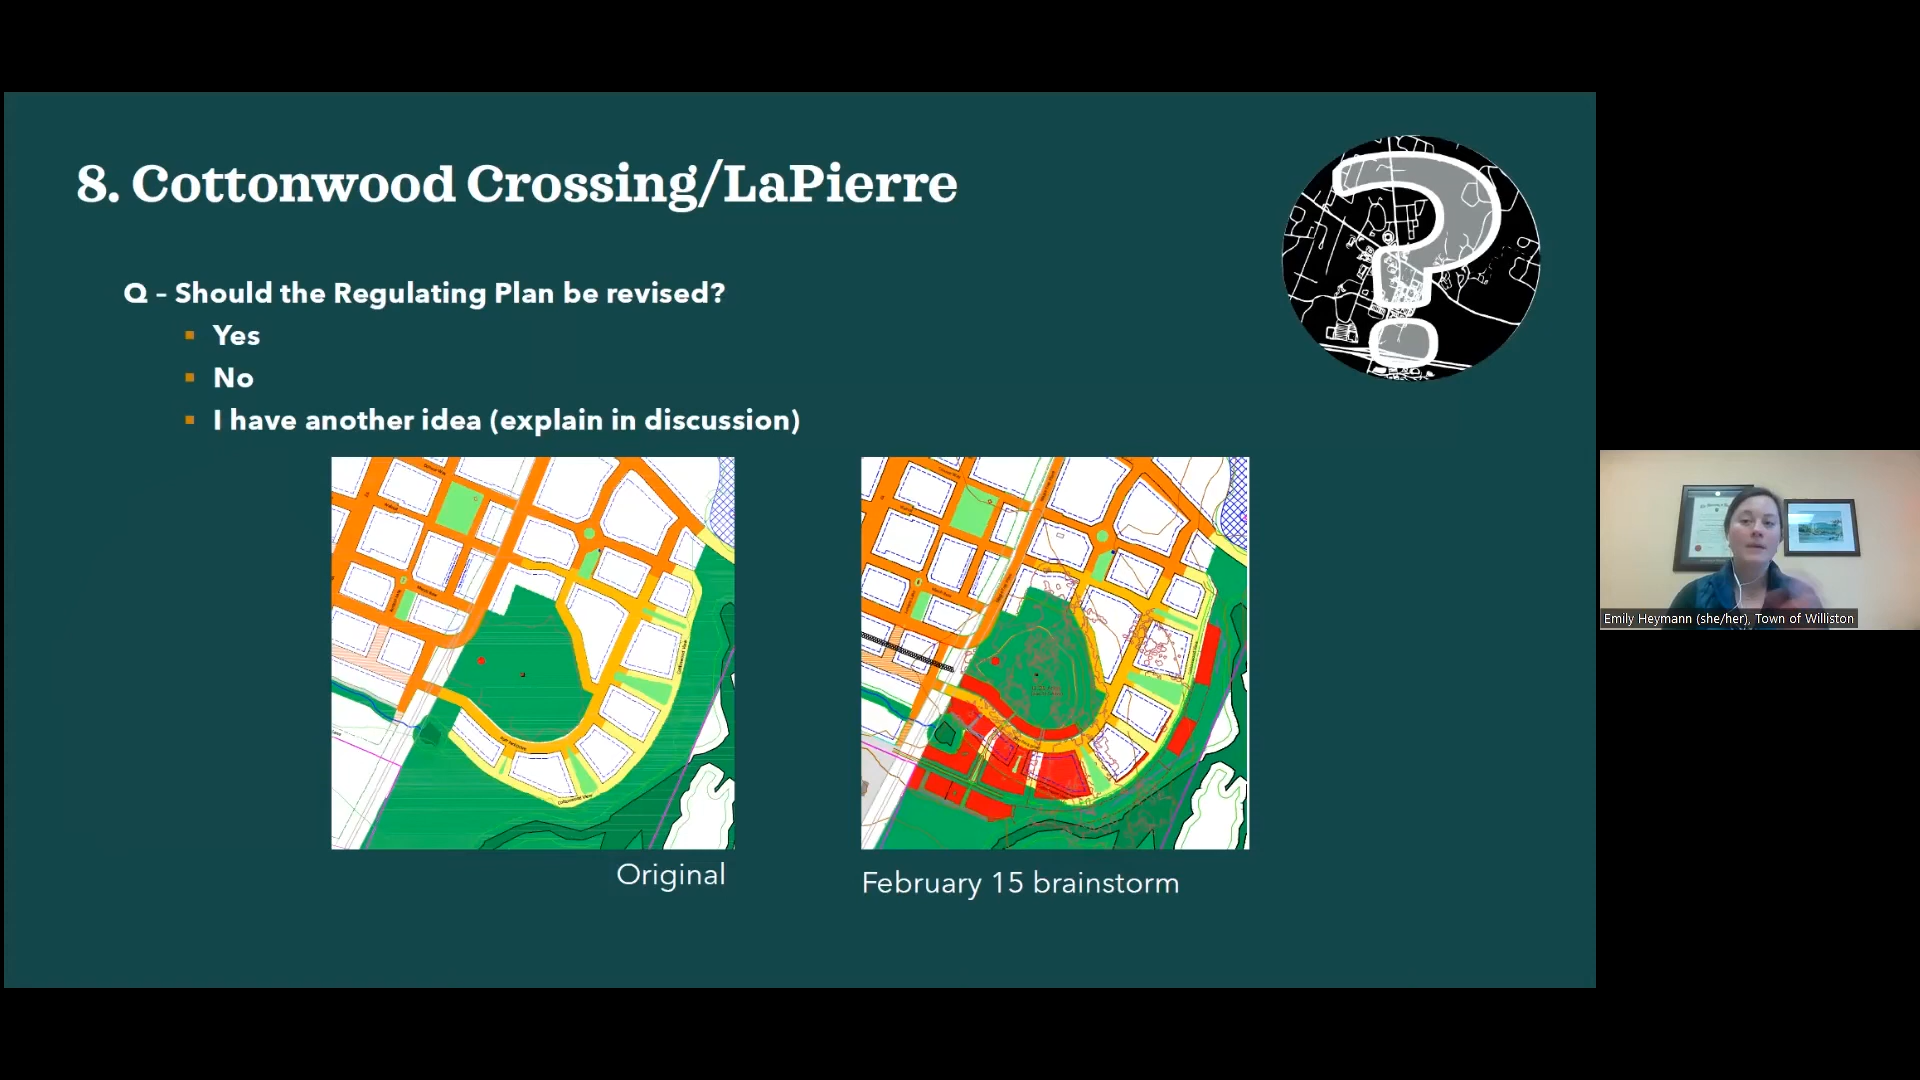 8. Cottonwood Crossing/LaPierre
Q – Should the Regulating Plan be revised?
Yes
No
I have another idea (explain in discussion)
Original
February 15 brainstorm
Emily Heymann (she/her), Town of Williston